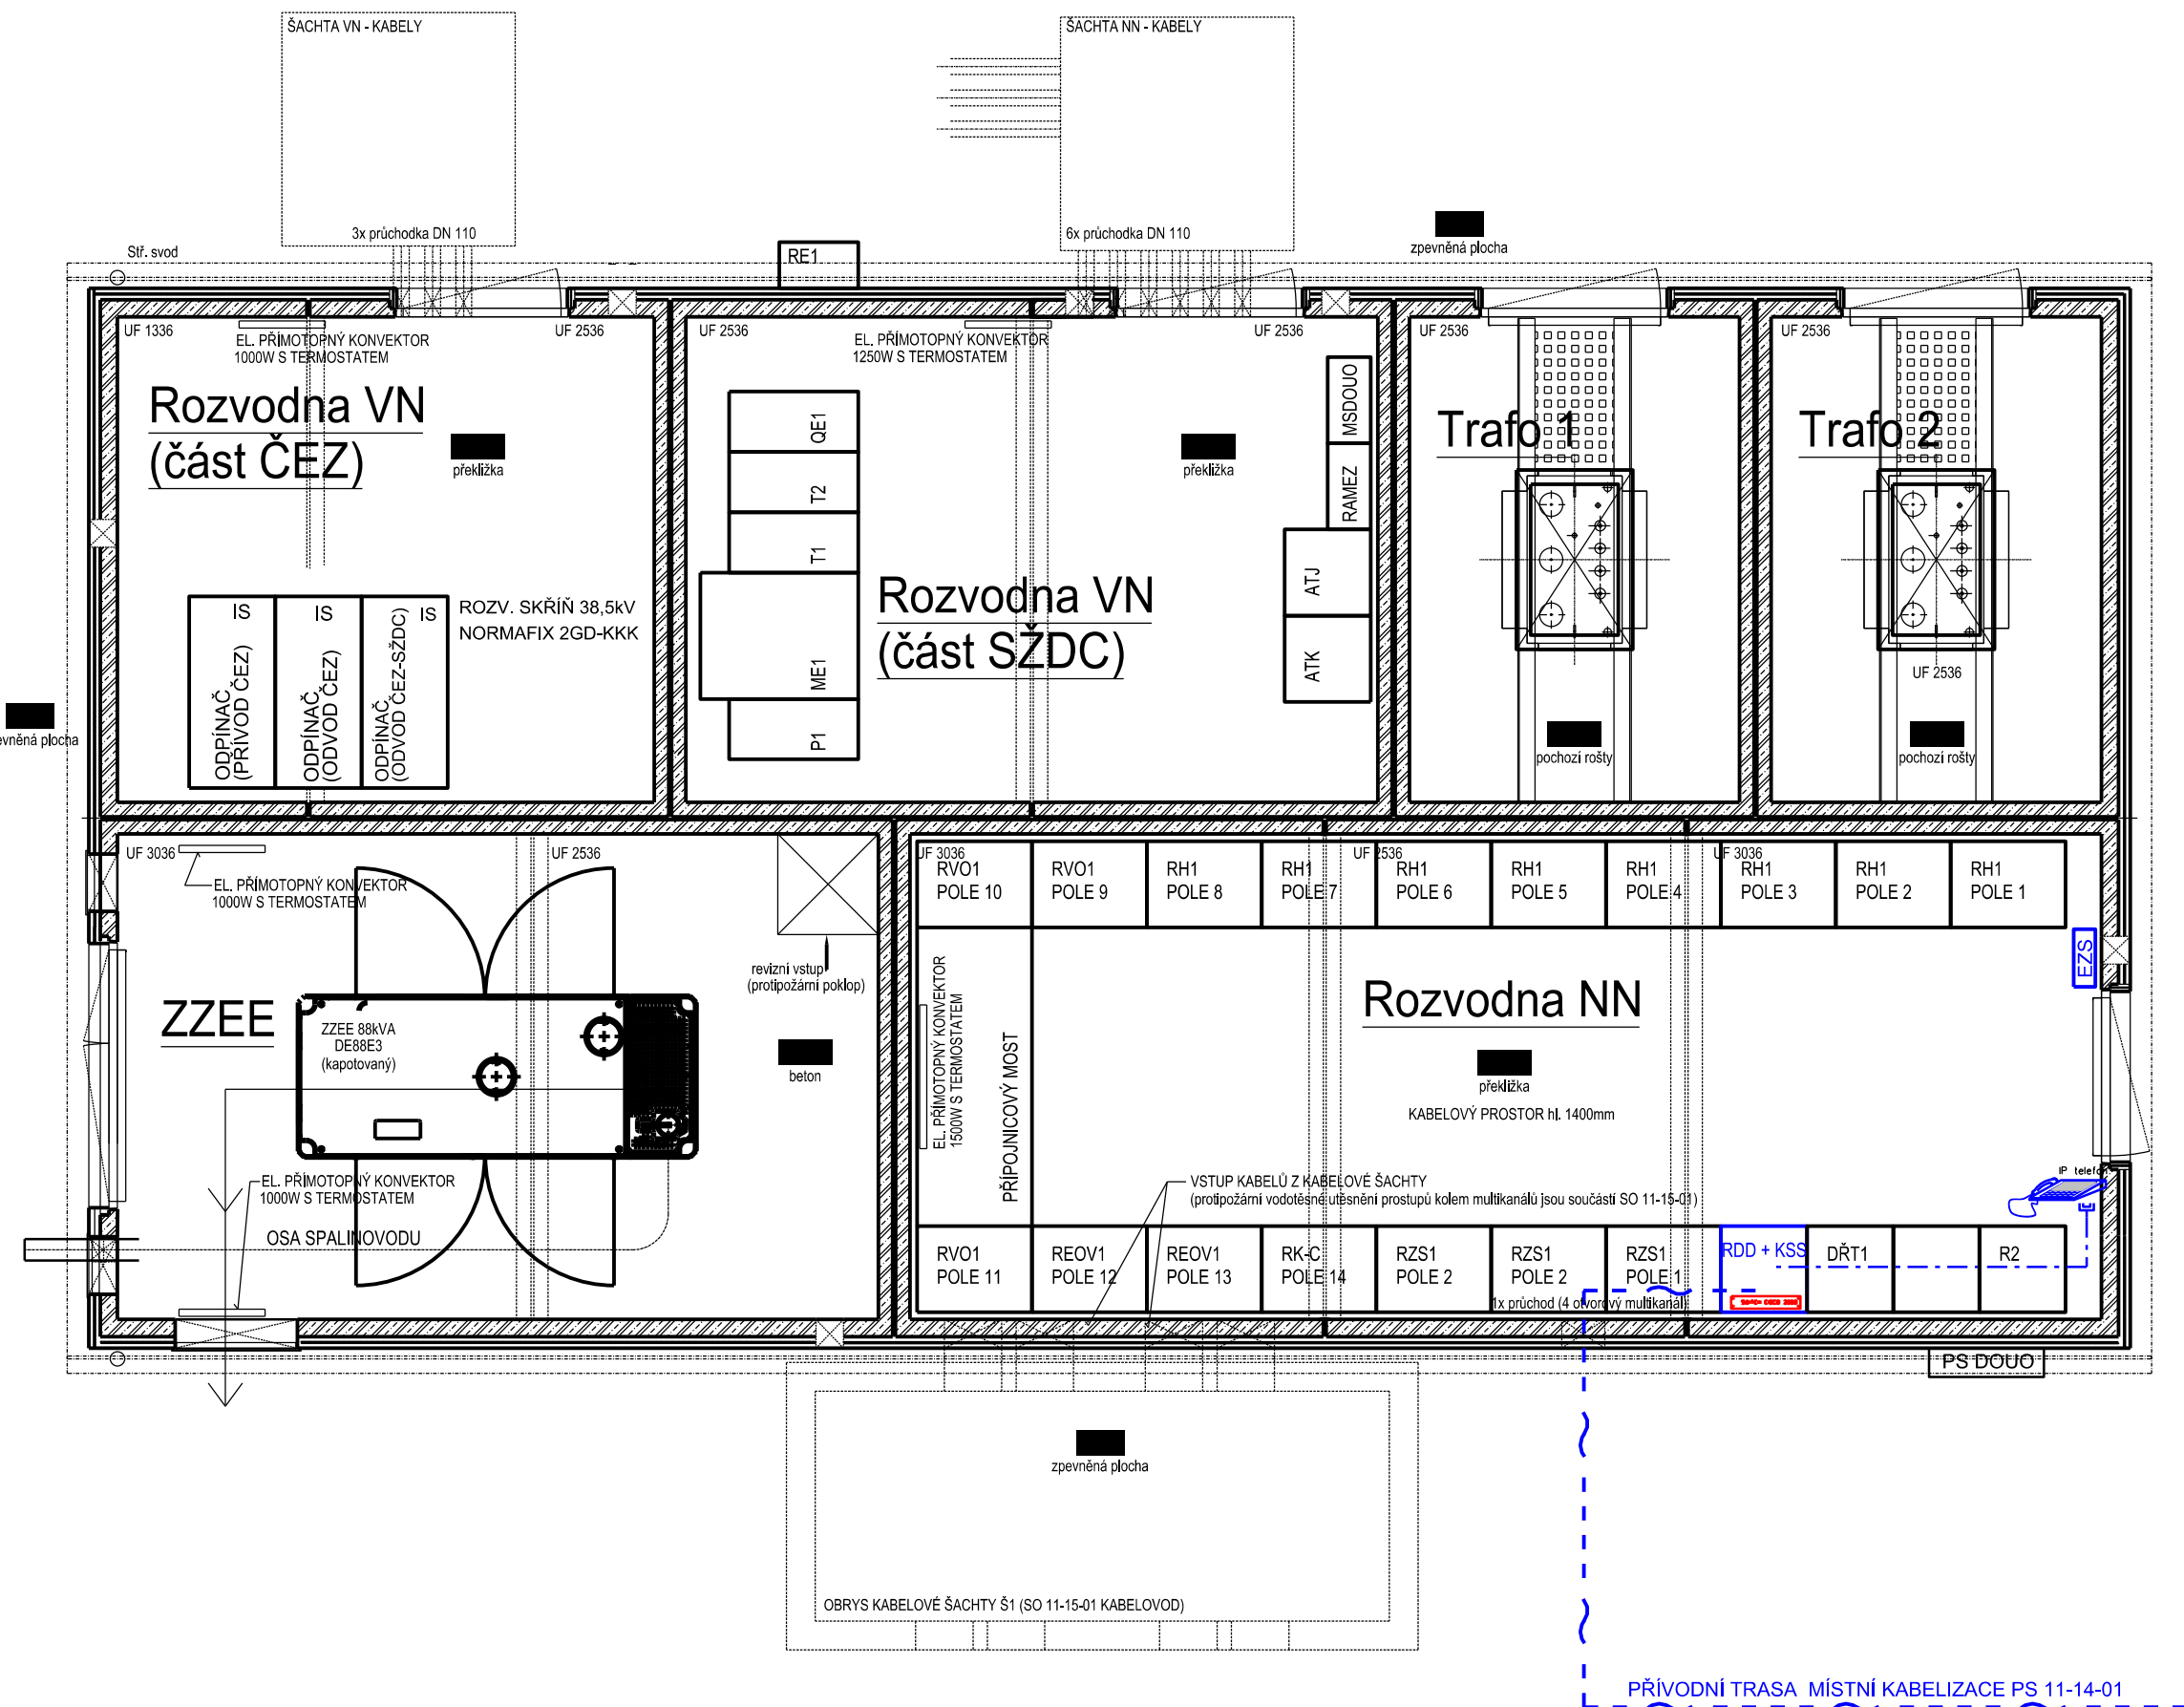 ŠACHTA VN - KABELY
3x průchodka DN 110
ŠACHTA NN - KABELY
6x průchodka DN 110
zpevněná plocha
Stř. svod
RE1
UF 1336
UF 2536
EL. PŘÍMOTOPNÝ KONVEKTOR
1000W S TERMOSTATEM
Rozvodna VN
(část ČEZ)
překližka
IS
IS
IS
ODPÍNAČ
(PŘÍVOD ČEZ)
ODPÍNAČ
(ODVOD ČEZ)
ODPÍNAČ
(ODVOD ČEZ-SŽDC)
ROZV. SKŘÍŇ 38,5kV
NORMAFIX 2GD-KKK
UF 2536
UF 2536
EL. PŘÍMOTOPNÝ KONVEKTOR
1250W S TERMOSTATEM
QE1
T2
T1
ME1
P1
překližka
Rozvodna VN
(část SŽDC)
MSDOUO
RAMEZ
ATJ
ATK
UF 2536
Trafo 1
pochozí rošty
UF 2536
Trafo 2
UF 2536
pochozí rošty
plocha
UF 3036
UF 2536
EL. PŘÍMOTOPNÝ KONVEKTOR
1000W S TERMOSTATEM
revizní vstup
(protipožární poklop)
ZZEE
ZZEE 88kVA
DE88E3
(kapotovaný)
beton
EL. PŘÍMOTOPNÝ KONVEKTOR
1000W S TERMOSTATEM
OSA SPALINOVODU
UF 3036
UF 2536
UF 3036
RVO1
POLE 10
RVO1
POLE 9
RH1
POLE 8
RH1
POLE 7
RH1
POLE 6
RH1
POLE 5
RH1
POLE 4
RH1
POLE 3
RH1
POLE 2
RH1
POLE 1
EZS
EL. PŘÍMOTOPNÝ KONVEKTOR
1500W S TERMOSTATEM
PŘÍPOJNICOVÝ MOST
Rozvodna NN
překližka
KABELOVÝ PROSTOR hl. 1400mm
VSTUP KABELŮ Z KABELOVÉ ŠACHTY
(protipožární vodotěsné utěsnění prostupů kolem multikanálů jsou součástí SO 11-15-01)
IP telefon
RVO1
POLE 11
REOV1
POLE 12
REOV1
POLE 13
RK-C
POLE 14
RZS1
POLE 2
RZS1
POLE 2
RZS1
POLE 1
RDD + KSS
DŘT1
R2
1x průchod (4 otvorový multikanál)
PS DOUO
zpevněná plocha
OBRYS KABELOVÉ ŠACHTY Š1 (SO 11-15-01 KABELOVOD)
PŘÍVODNÍ TRASA MÍSTNÍ KABELIZACE PS 11-14-01